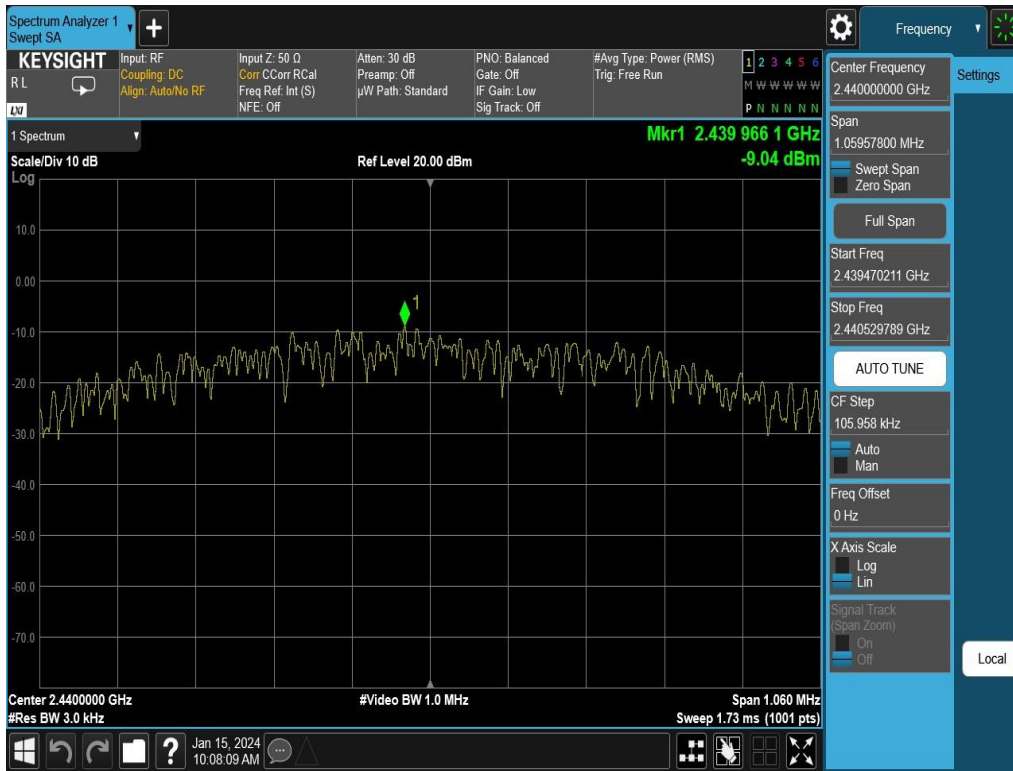 Spectrum Analyzer 1
Swept SA
+
Frequency
KEYSIGHT
R L
LXI
Input: RF
Coupling: DC
Align: Auto/No RF
Input Z: 50 Ω
Corr CCorr RCal
Freq Ref: Int (S)
NFE: Off
Atten: 30 dB
Preamp: Off
µW Path: Standard
PNO: Balanced
Gate: Off
IF Gain: Low
Sig Track: Off
#Avg Type: Power (RMS)
Trig: Free Run
1 2 3 4 5 6
M W W W W W
P N N N N N
1 Spectrum
Mkr1 2.439 966 1 GHz
Scale/Div 10 dB
Ref Level 20.00 dBm
-9.04 dBm
Log
10.0
0.00
1
-10.0
-20.0
-30.0
-40.0
-50.0
-60.0
-70.0
Center 2.4400000 GHz
#Video BW 1.0 MHz
Span 1.060 MHz
#Res BW 3.0 kHz
Sweep 1.73 ms (1001 pts)
Center Frequency
2.440000000 GHz
Settings
Span
1.05957800 MHz
Swept Span
Zero Span
Full Span
Start Freq
2.439470211 GHz
Stop Freq
2.440529789 GHz
AUTO TUNE
CF Step
105.958 kHz
Auto
Man
Freq Offset
0 Hz
X Axis Scale
Log
Lin
Signal Track
(Span Zoom)
On
Off
Local
?
Jan 15, 2024
10:08:09 AM